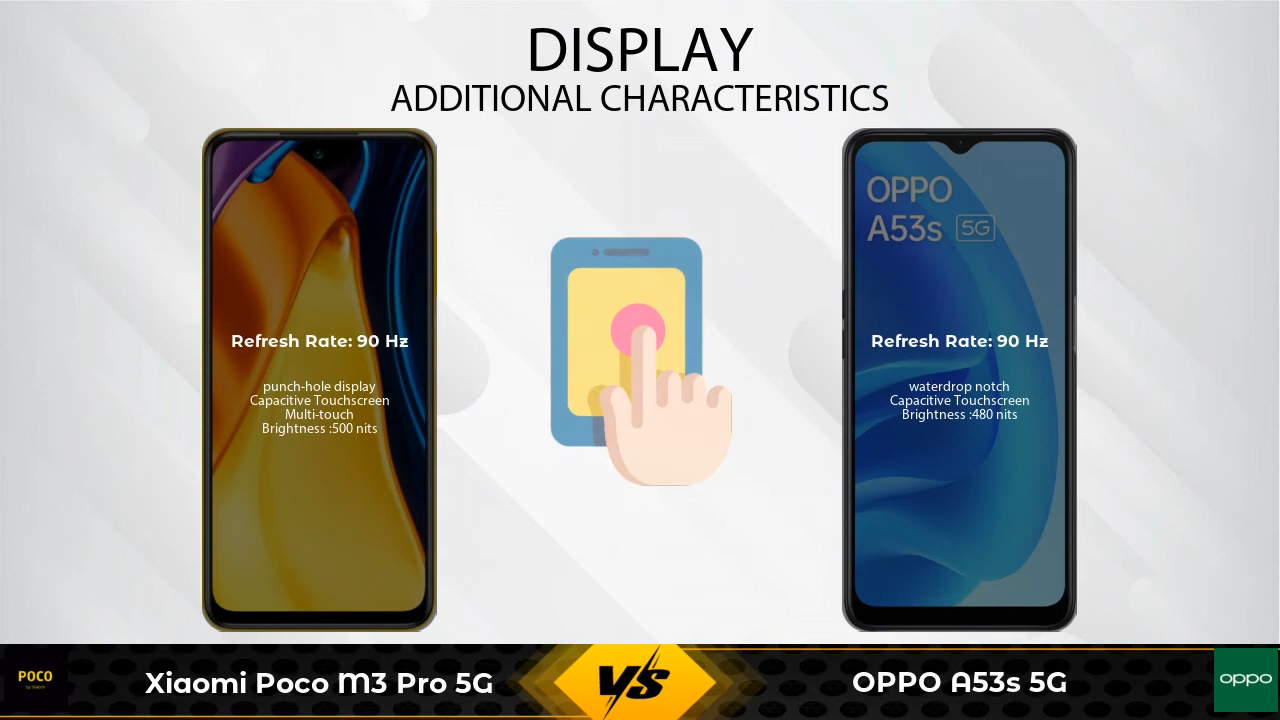 DISPLAY
ADDITIONAL CHARACTERISTICS
Refresh Rate: 90 Hz
punch-hole display
Capacitive Touchscreen
Multi-touch
Brightness :500 nits
OPPO
A53s 5G
Refresh Rate: 90 Hz
waterdrop notch
Capacitive Touchscreen
Brightness :480 nits
POCO
by Xiaomi
Xiaomi Poco M3 Pro 5G
VS
OPPO A53s 5G
oppo